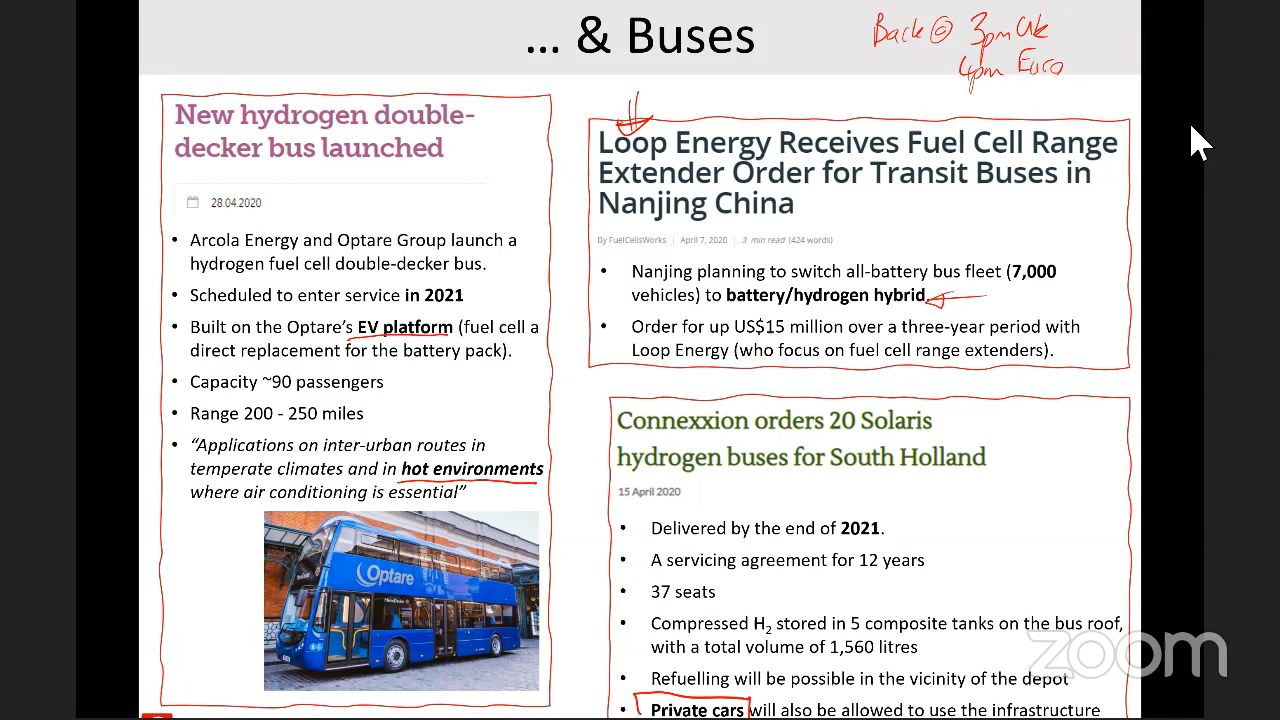 ... & Buses
Back @ 3pm UK
4pm Euro
New hydrogen double-
decker bus launched
28.04.2020
• Arcola Energy and Optare Group launch a
hydrogen fuel cell double-decker bus.
• Scheduled to enter service in 2021
• Built on the Optare's EV platform (fuel cell a
direct replacement for the battery pack).
• Capacity ~90 passengers
• Range 200 - 250 miles
• “Applications on inter-urban routes in
temperate climates and in hot environments
where air conditioning is essential”
Optare
Loop Energy Receives Fuel Cell Range
Extender Order for Transit Buses in
Nanjing China
By FuelCellsWorks | April 7, 2020 | 3 min read (424 words)
• Nanjing planning to switch all-battery bus fleet (7,000
vehicles) to battery/hydrogen hybrid.
• Order for up US$15 million over a three-year period with
Loop Energy (who focus on fuel cell range extenders).
Connexxion orders 20 Solaris
hydrogen buses for South Holland
15 April 2020
• Delivered by the end of 2021.
• A servicing agreement for 12 years
• 37 seats
• Compressed H2 stored in 5 composite tanks on the bus roof,
with a total volume of 1,560 litres
• Refuelling will be possible in the vicinity of the depot
• Private cars will also be allowed to use the infrastructure
zoom